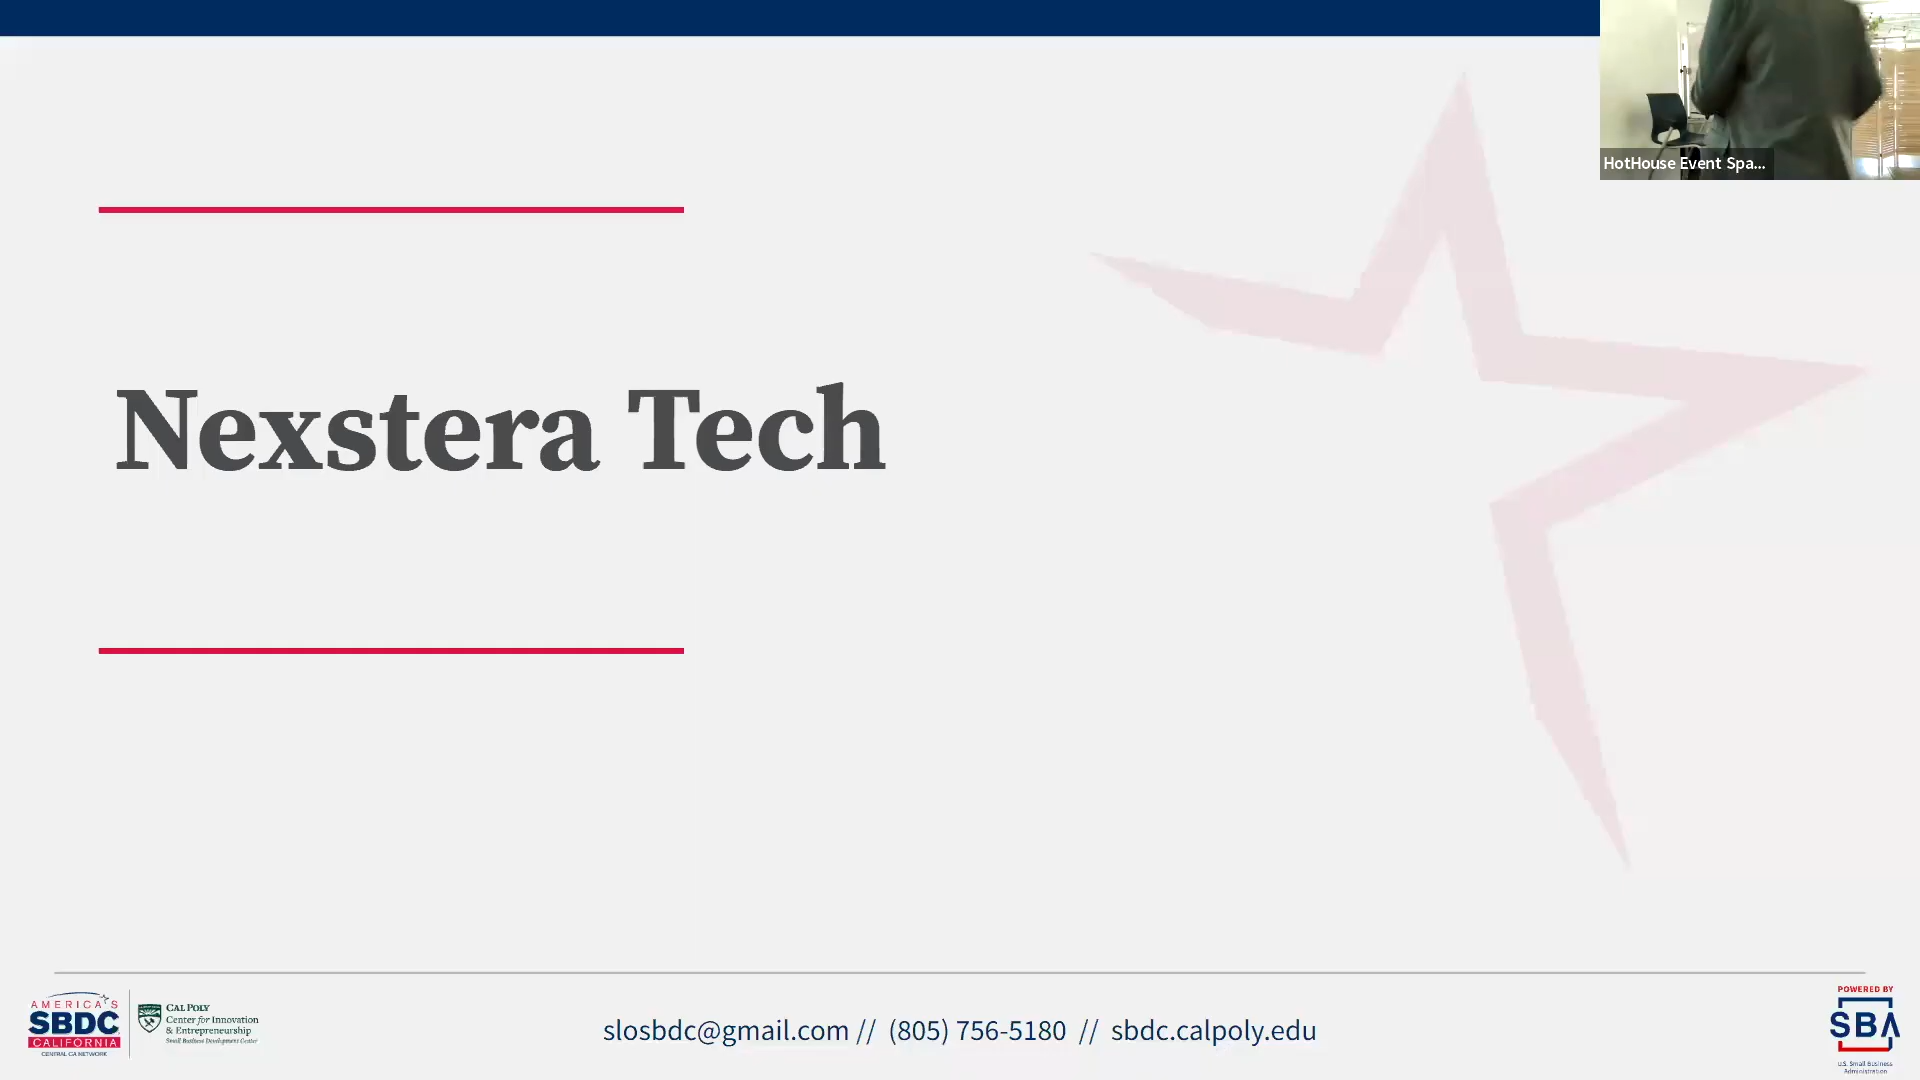 HotHouse Event Spa...
Nexstera Tech
AMERICA'S
SBDC
CALIFORNIA
CENTRAL CA NETWORK
CAL POLY
Center for Innovation
& Entrepreneurship
Small Business Development Center
slosbdc@gmail.com // (805) 756-5180 // sbdc.calpoly.edu
POWERED BY
SBA
U.S. Small Business
Administration